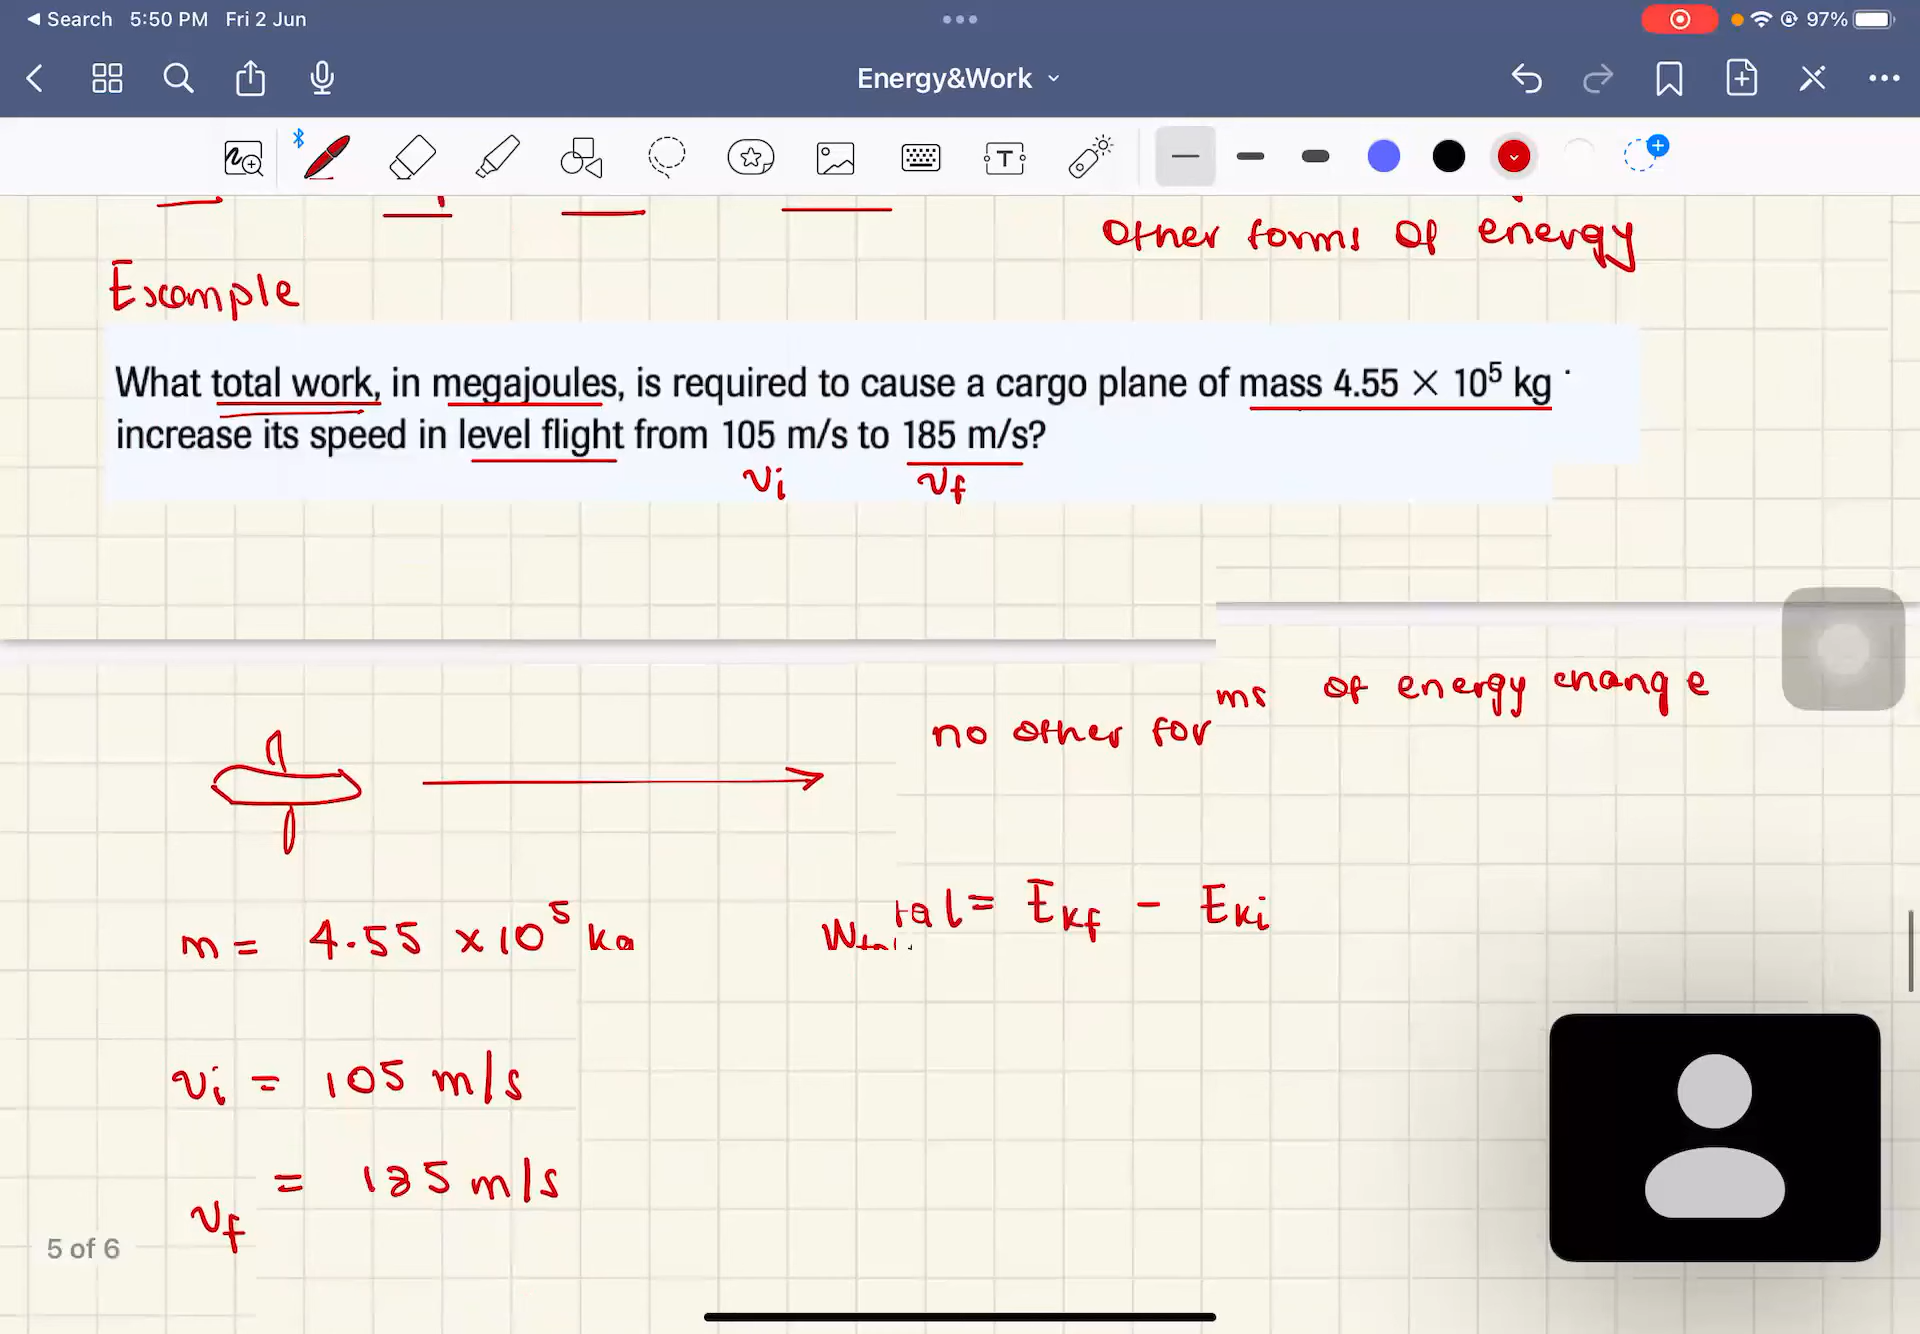 Search 5:50 PM Fri 2 Jun 97%
Energy&Work
T
Other forms of energy
Example
What total work, in megajoules, is required to cause a cargo plane of mass 4.55 × 10⁵ kg
increase its speed in level flight from 105 m/s to 185 m/s?
vi vf
no other forms of energy change
m = 4.55 × 10⁵ kg
Wtotal = Ekf - Eki
vi = 105 m/s
vf = 185 m/s
5 of 6